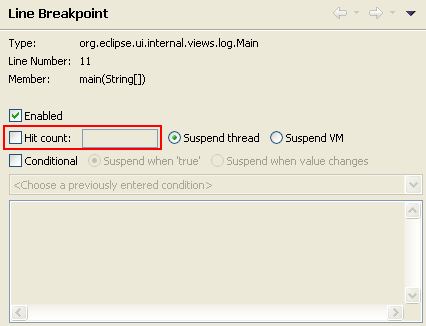 Line Breakpoint
Type: org.eclipse.ui.internal.views.log.Main
Line Number: 11
Member: main(String[])
Enabled
Hit count: Suspend thread Suspend VM
Conditional Suspend when 'true' Suspend when value changes
<Choose a previously entered condition>